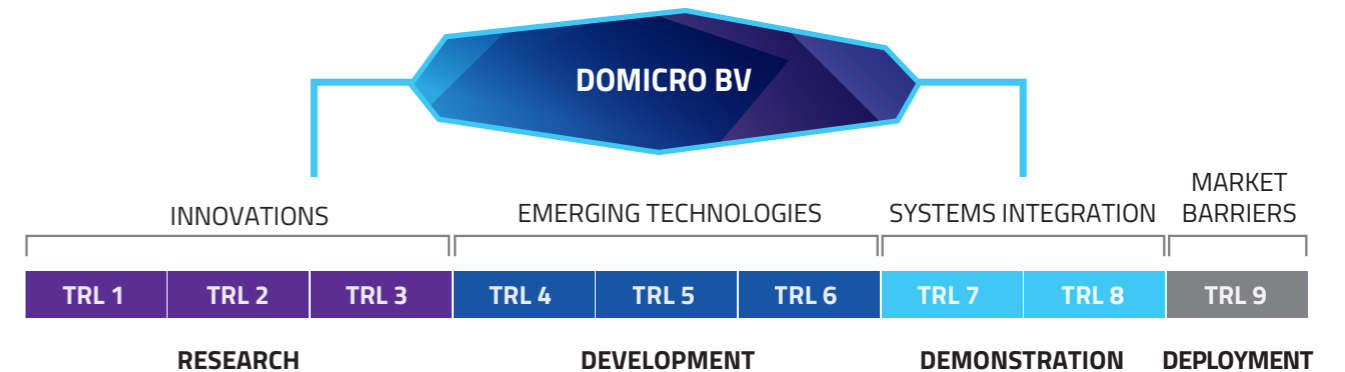 DOMICRO BV
INNOVATIONS
EMERGING TECHNOLOGIES
SYSTEMS INTEGRATION
MARKET
BARRIERS
TRL 1
TRL 2
TRL 3
TRL 4
TRL 5
TRL 6
TRL 7
TRL 8
TRL 9
RESEARCH
DEVELOPMENT
DEMONSTRATION
DEPLOYMENT